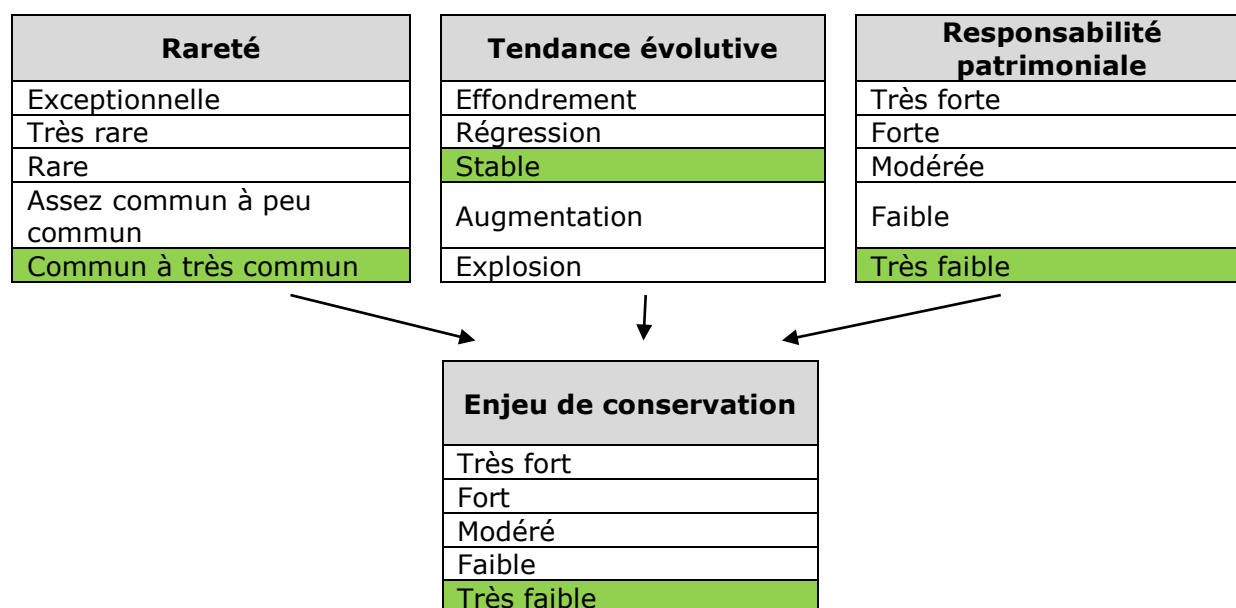 Rareté
Exceptionnelle
Très rare
Rare
Assez commun à peu
commun
Commun à très commun
Tendance évolutive
Effondrement
Régression
Stable
Augmentation
Explosion
Responsabilité
patrimoniale
Très forte
Forte
Modérée
Faible
Très faible
Enjeu de conservation
Très fort
Fort
Modéré
Faible
Très faible